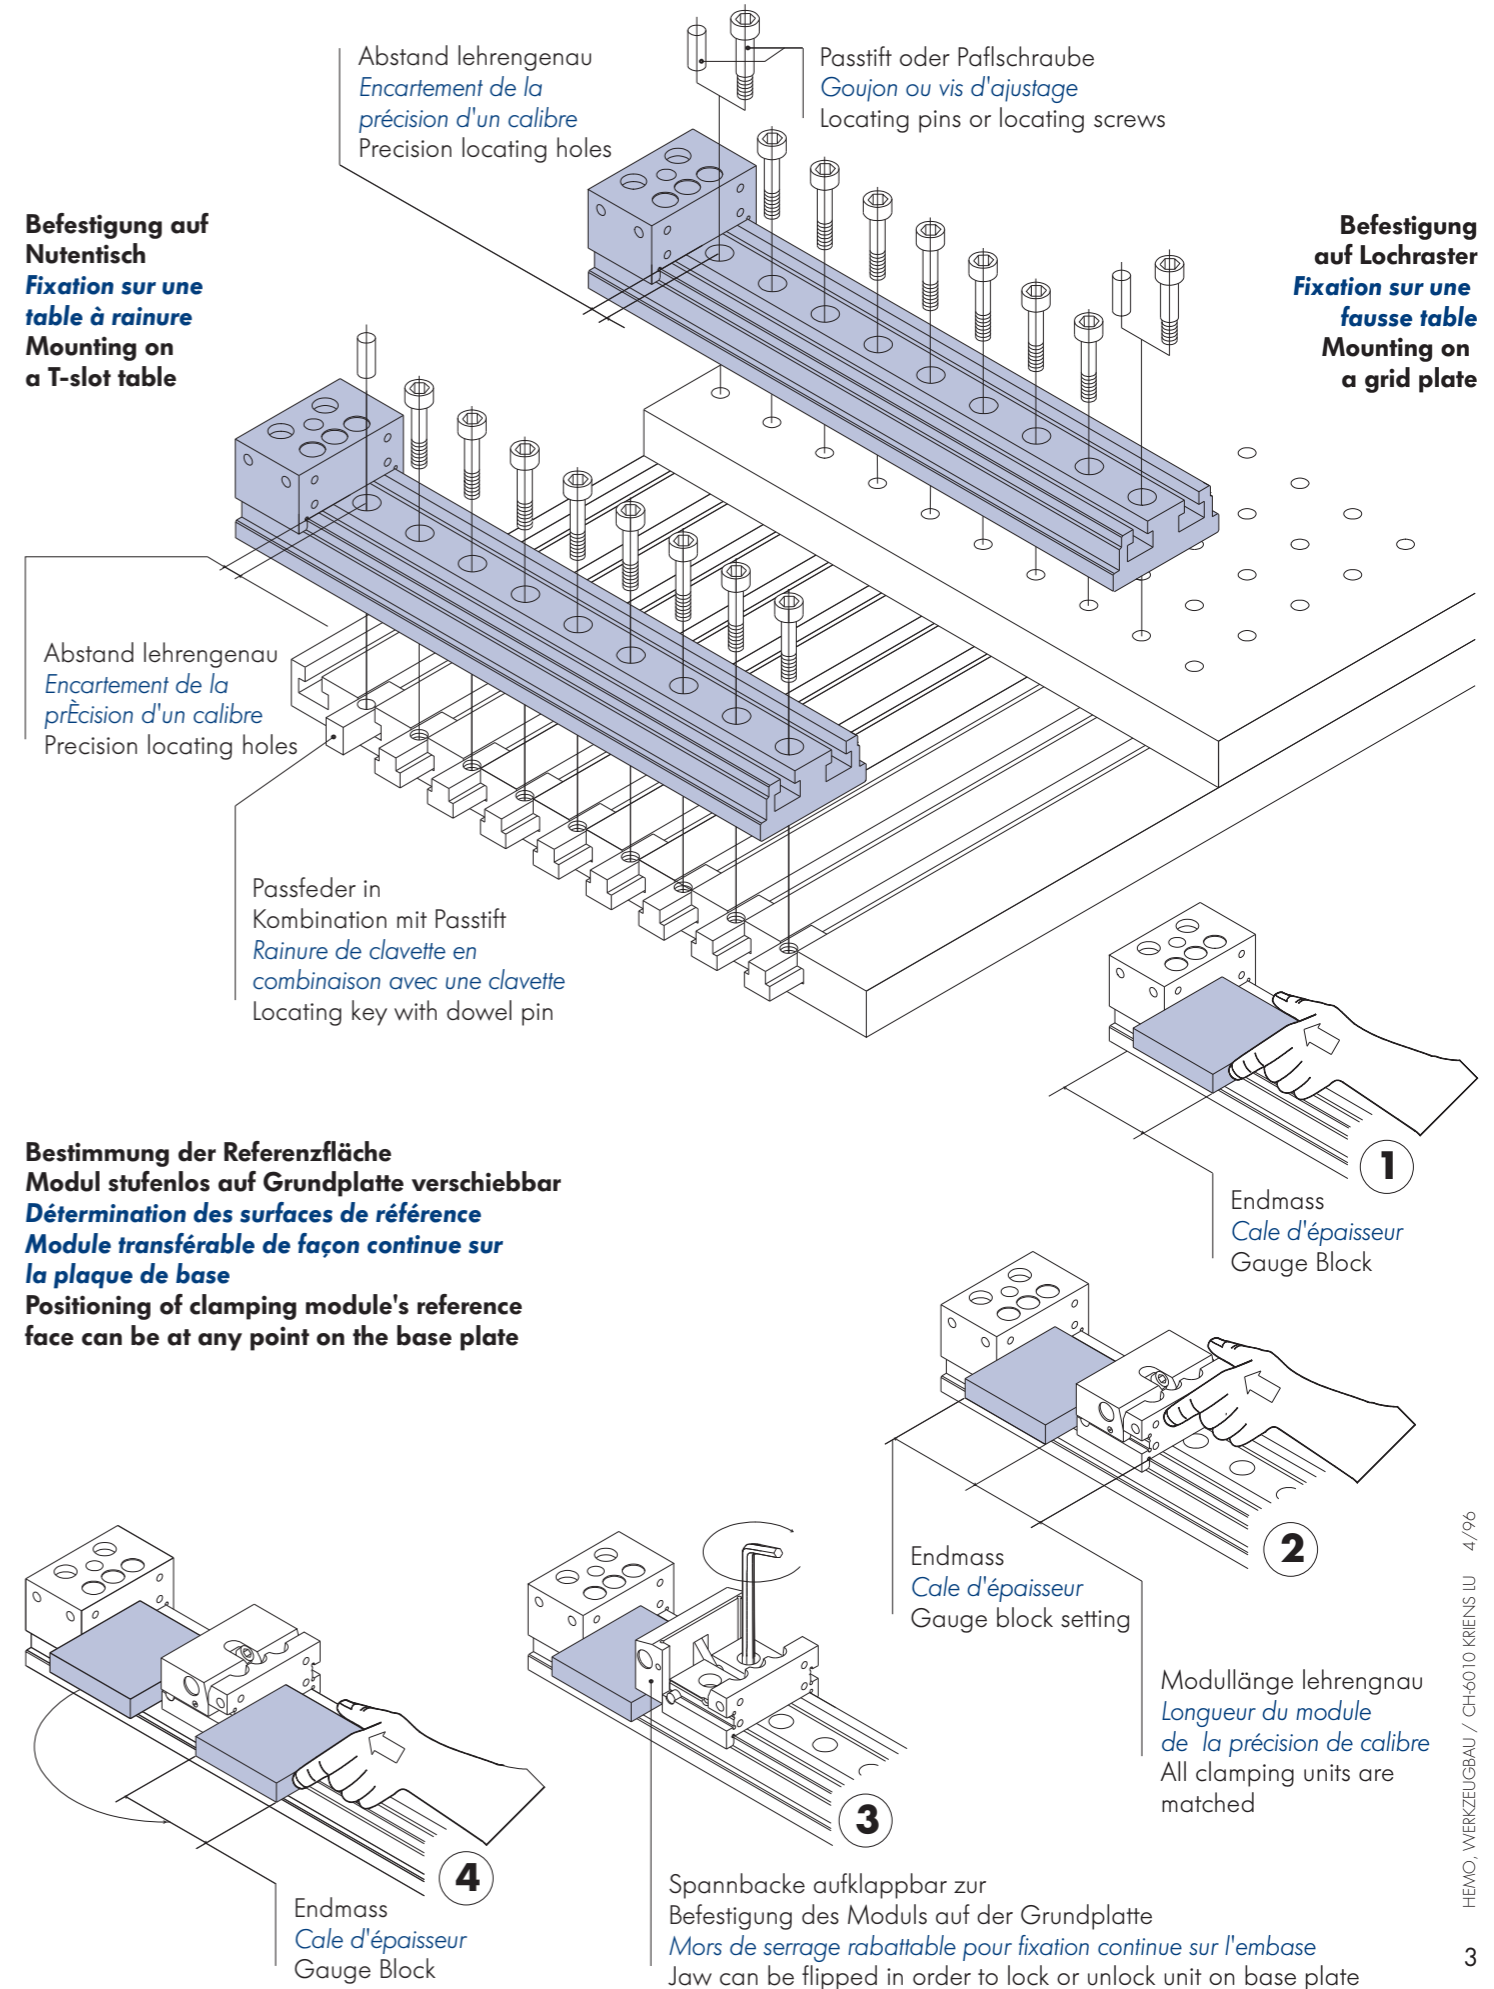 Abstand lehrengenau
Encartement de la
précision d'un calibre
Precision locating holes
Passtift oder Paflschraube
Goujon ou vis d'ajustage
Locating pins or locating screws
Befestigung auf
Nutentisch
Fixation sur une
table à rainure
Mounting on
a T-slot table
Befestigung
auf Lochraster
Fixation sur une
fausse table
Mounting on
a grid plate
Abstand lehrengenau
Encartement de la
prÈcision d'un calibre
Precision locating holes
Passfeder in
Kombination mit Passtift
Rainure de clavette en
combinaison avec une clavette
Locating key with dowel pin
Bestimmung der Referenzfläche
Modul stufenlos auf Grundplatte verschiebbar
Détermination des surfaces de référence
Module transférable de façon continue sur
la plaque de base
Positioning of clamping module's reference
face can be at any point on the base plate
1
Endmass
Cale d'épaisseur
Gauge Block
2
Endmass
Cale d'épaisseur
Gauge block setting
Modullänge lehrengnau
Longueur du module
de la précision de calibre
All clamping units are
matched
3
Spannbacke aufklappbar zur
Befestigung des Moduls auf der Grundplatte
Mors de serrage rabattable pour fixation continue sur l'embase
Jaw can be flipped in order to lock or unlock unit on base plate
4
Endmass
Cale d'épaisseur
Gauge Block
HEMO, WERKZEUGBAU / CH-6010 KRIENS LU 4/96
3